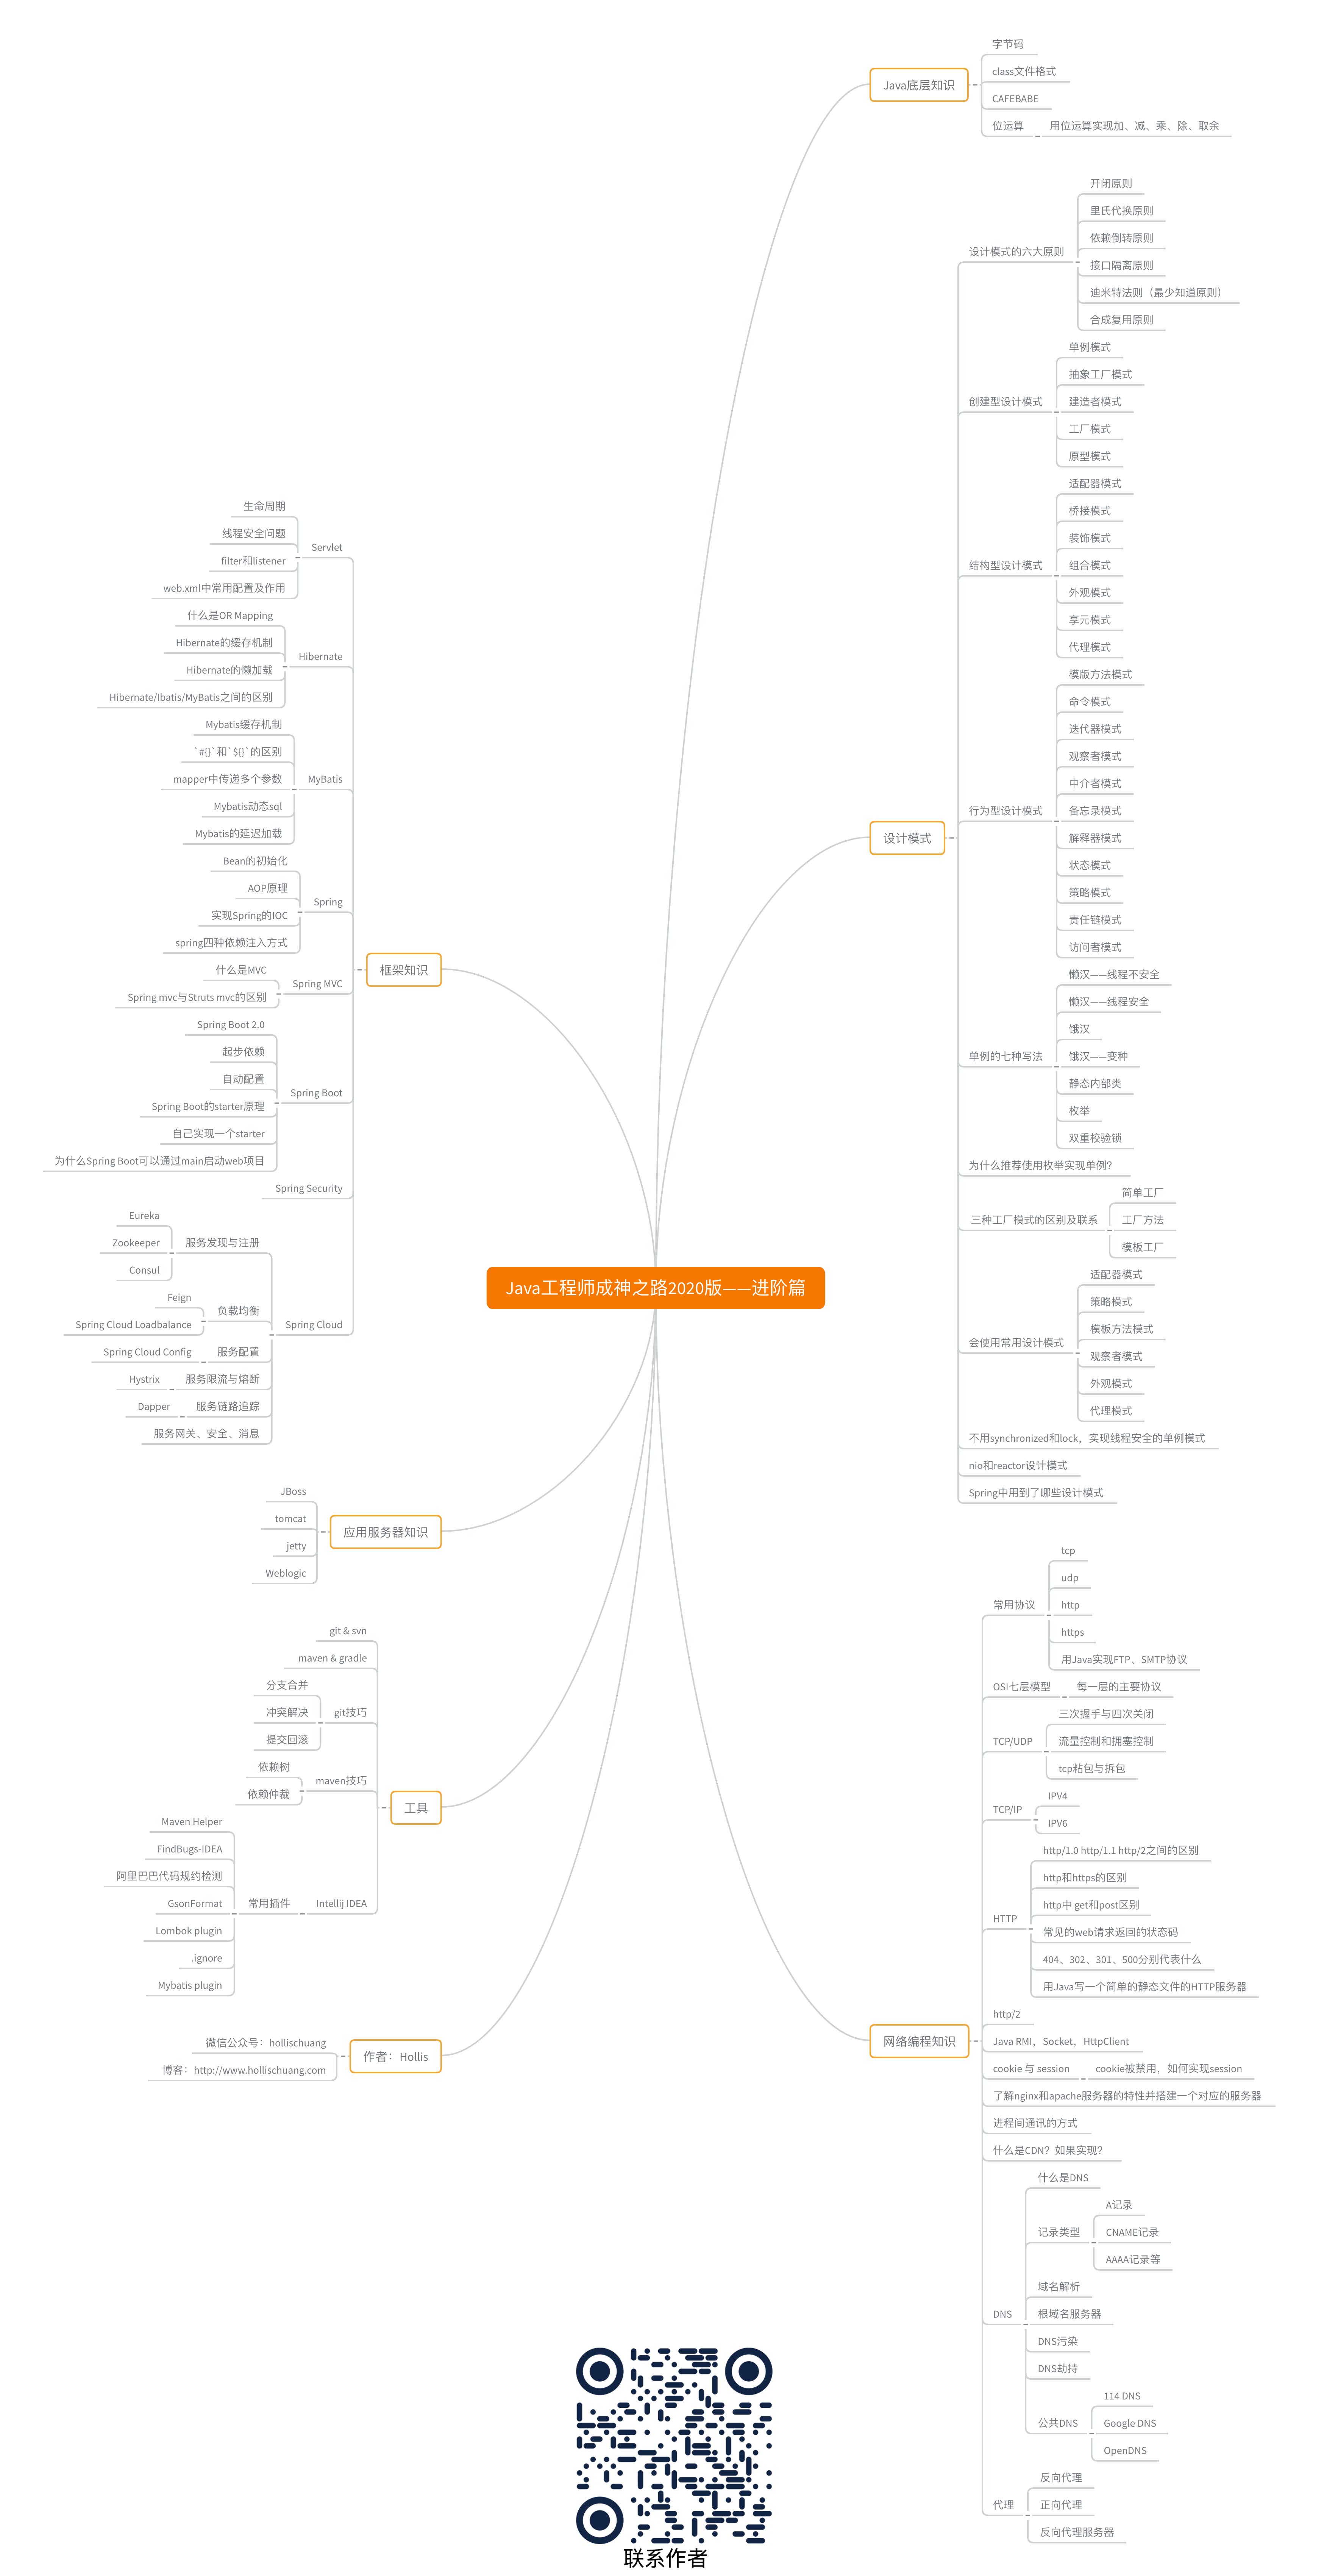 Java工程师成神之路2020版——进阶篇
Java底层知识
字节码
class文件格式
CAFEBABE
位运算
用位运算实现加、减、乘、除、取余
设计模式
设计模式的六大原则
开闭原则
里氏代换原则
依赖倒转原则
接口隔离原则
迪米特法则（最少知道原则）
合成复用原则
创建型设计模式
单例模式
抽象工厂模式
建造者模式
工厂模式
原型模式
结构型设计模式
适配器模式
桥接模式
装饰模式
组合模式
外观模式
享元模式
代理模式
行为型设计模式
模版方法模式
命令模式
迭代器模式
观察者模式
中介者模式
备忘录模式
解释器模式
状态模式
策略模式
责任链模式
访问者模式
单例的七种写法
懒汉——线程不安全
懒汉——线程安全
饿汉
饿汉——变种
静态内部类
枚举
双重校验锁
为什么推荐使用枚举实现单例？
三种工厂模式的区别及联系
简单工厂
工厂方法
模板工厂
会使用常用设计模式
适配器模式
策略模式
模板方法模式
观察者模式
外观模式
代理模式
不用synchronized和lock，实现线程安全的单例模式
nio和reactor设计模式
Spring中用到了哪些设计模式
网络编程知识
常用协议
tcp
udp
http
https
用Java实现FTP、SMTP协议
OSI七层模型
每一层的主要协议
TCP/UDP
三次握手与四次关闭
流量控制和拥塞控制
tcp粘包与拆包
TCP/IP
IPV4
IPV6
HTTP
http/1.0 http/1.1 http/2之间的区别
http和https的区别
http中 get和post区别
常见的web请求返回的状态码
404、302、301、500分别代表什么
用Java写一个简单的静态文件的HTTP服务器
http/2
Java RMI，Socket，HttpClient
cookie 与 session
cookie被禁用，如何实现session
了解nginx和apache服务器的特性并搭建一个对应的服务器
进程间通讯的方式
什么是CDN？如果实现？
DNS
什么是DNS
记录类型
A记录
CNAME记录
AAAA记录等
域名解析
根域名服务器
DNS污染
DNS劫持
公共DNS
114 DNS
Google DNS
OpenDNS
代理
反向代理
正向代理
反向代理服务器
框架知识
Servlet
生命周期
线程安全问题
filter和listener
web.xml中常用配置及作用
Hibernate
什么是OR Mapping
Hibernate的缓存机制
Hibernate的懒加载
Hibernate/Ibatis/MyBatis之间的区别
MyBatis
Mybatis缓存机制
`#{}`和`${}`的区别
mapper中传递多个参数
Mybatis动态sql
Mybatis的延迟加载
Spring
Bean的初始化
AOP原理
实现Spring的IOC
spring四种依赖注入方式
Spring MVC
什么是MVC
Spring mvc与Struts mvc的区别
Spring Boot
Spring Boot 2.0
起步依赖
自动配置
Spring Boot的starter原理
自己实现一个starter
为什么Spring Boot可以通过main启动web项目
Spring Security
Spring Cloud
服务发现与注册
Eureka
Zookeeper
Consul
负载均衡
Feign
Spring Cloud Loadbalance
服务配置
Spring Cloud Config
服务限流与熔断
Hystrix
服务链路追踪
Dapper
服务网关、安全、消息
应用服务器知识
JBoss
tomcat
jetty
Weblogic
工具
git & svn
maven & gradle
git技巧
分支合并
冲突解决
提交回滚
maven技巧
依赖树
依赖仲裁
Intellij IDEA
常用插件
Maven Helper
FindBugs-IDEA
阿里巴巴代码规约检测
GsonFormat
Lombok plugin
.ignore
Mybatis plugin
作者：Hollis
微信公众号：hollischuang
博客：http://www.hollischuang.com
联系作者